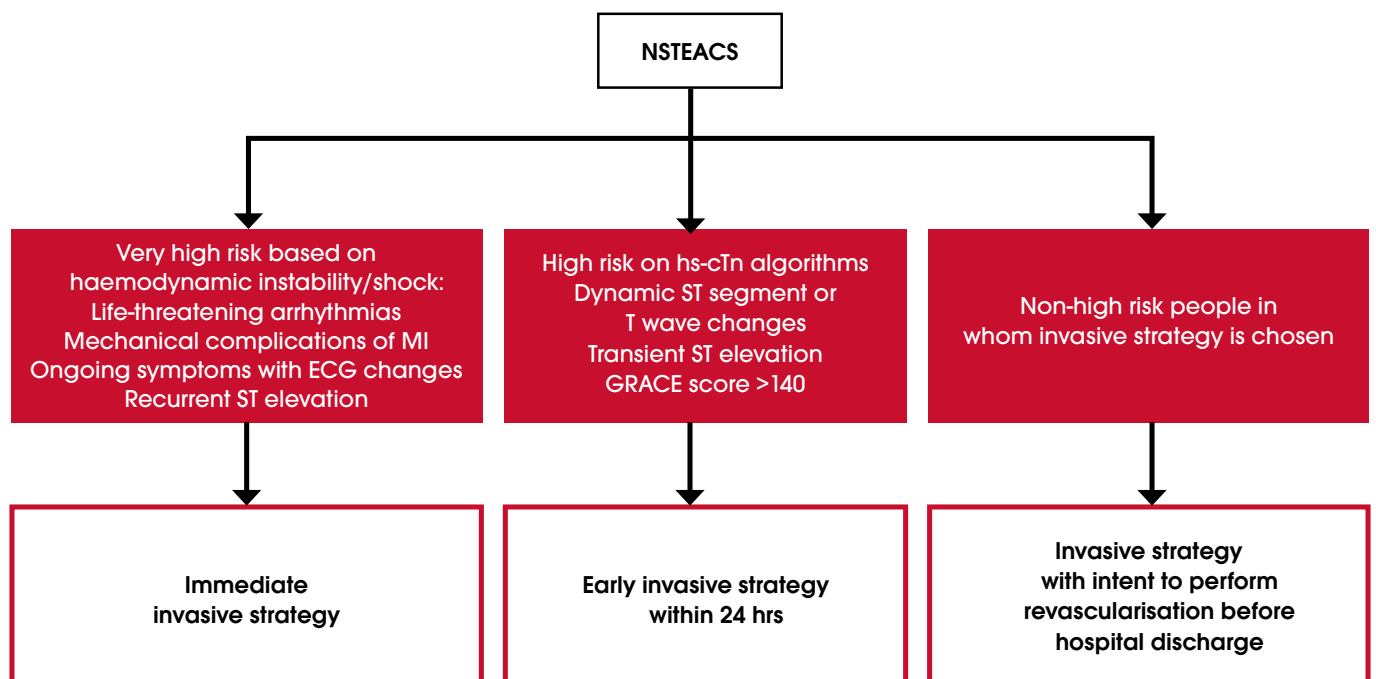 NSTEACS
Very high risk based on
haemodynamic instability/shock:
Life-threatening arrhythmias
Mechanical complications of MI
Ongoing symptoms with ECG changes
Recurrent ST elevation
High risk on hs-cTn algorithms
Dynamic ST segment or
T wave changes
Transient ST elevation
GRACE score >140
Non-high risk people in
whom invasive strategy is chosen
Immediate
invasive strategy
Early invasive strategy
within 24 hrs
Invasive strategy
with intent to perform
revascularisation before
hospital discharge